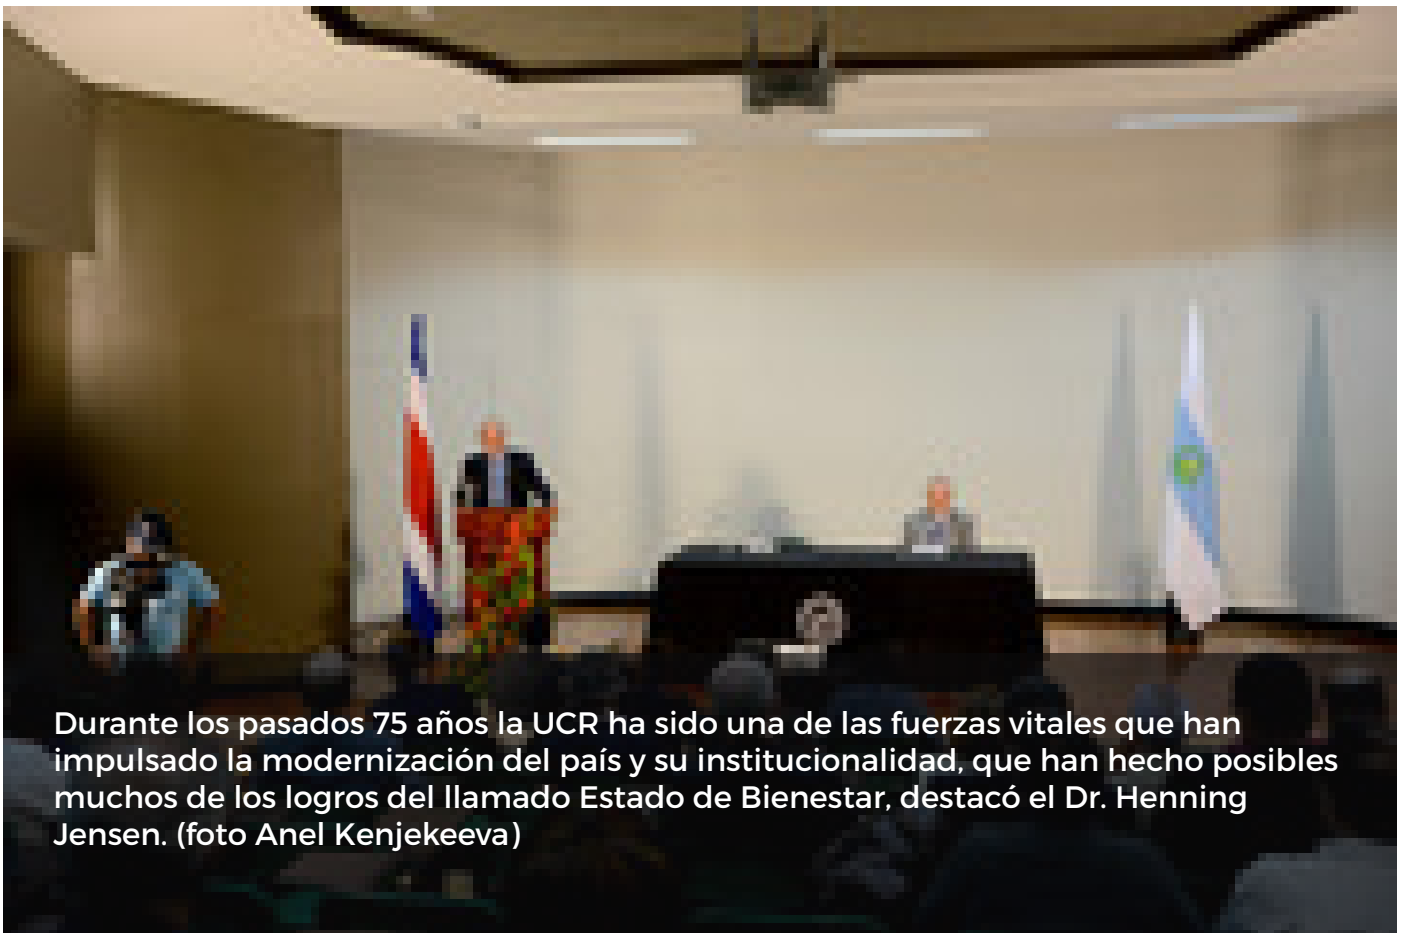 Durante los pasados 75 años la UCR ha sido una de las fuerzas vitales que han
impulsado la modernización del país y su institucionalidad, que han hecho posibles
muchos de los logros del llamado Estado de Bienestar, destacó el Dr. Henning
Jensen. (foto Anel Kenjekeeva)